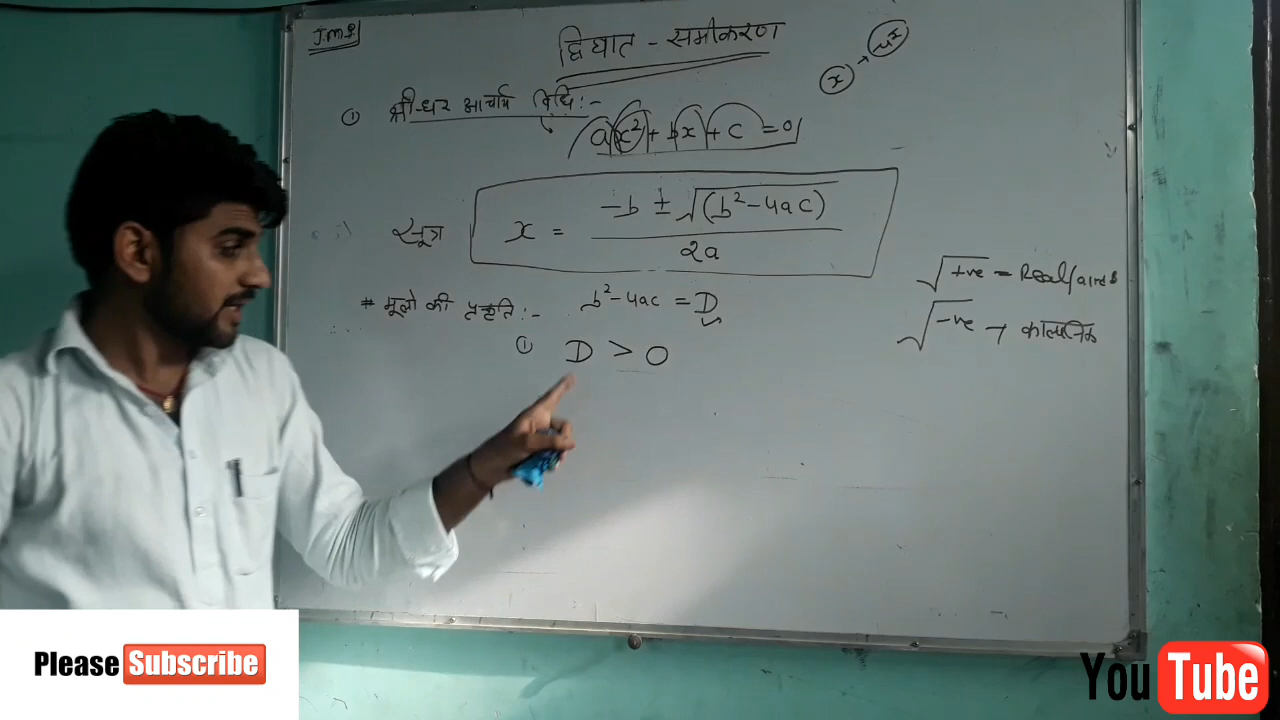 द्विघात - समीकरण
① श्रीधर आचार्य विधि :-
ax² + bx + c = 0
x → -x
सूत्र x = -b ± √(b² - 4ac) / 2a
√+ve = Real/
√-ve → काल्पनिक
# मूलो की प्रकृति :- b² - 4ac = D
① D > 0
Please Subscribe
YouTube